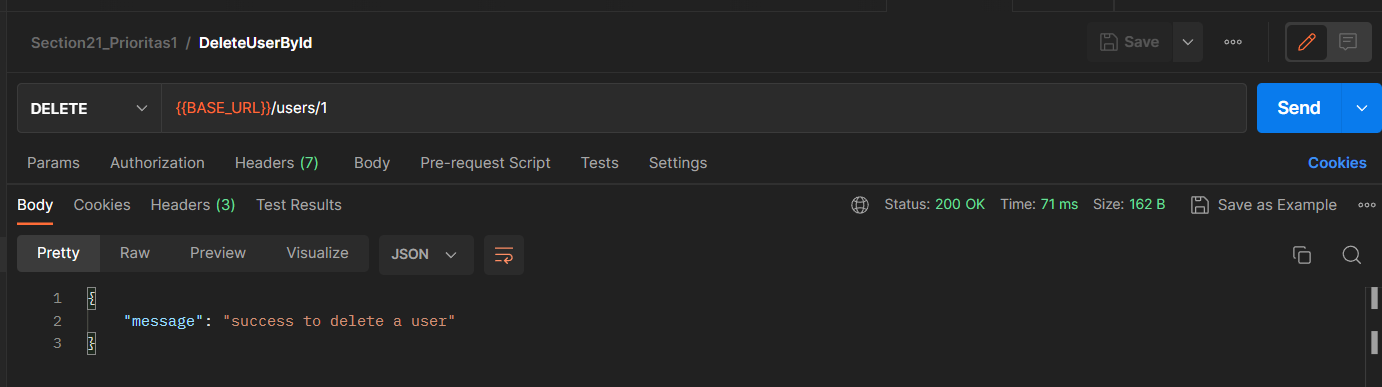 Section21_Prioritas1 / DeleteUserById
Save
DELETE {{BASE_URL}}/users/1 Send
Params Authorization Headers (7) Body Pre-request Script Tests Settings Cookies
Body Cookies Headers (3) Test Results Status: 200 OK Time: 71 ms Size: 162 B Save as Example
Pretty Raw Preview Visualize JSON
1 {
2 "message": "success to delete a user"
3 }